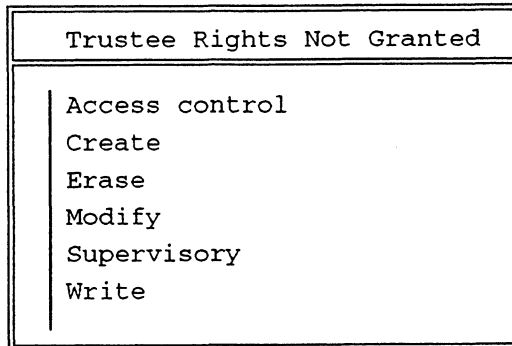 Trustee Rights Not Granted
Access control
Create
Erase
Modify
Supervisory
Write